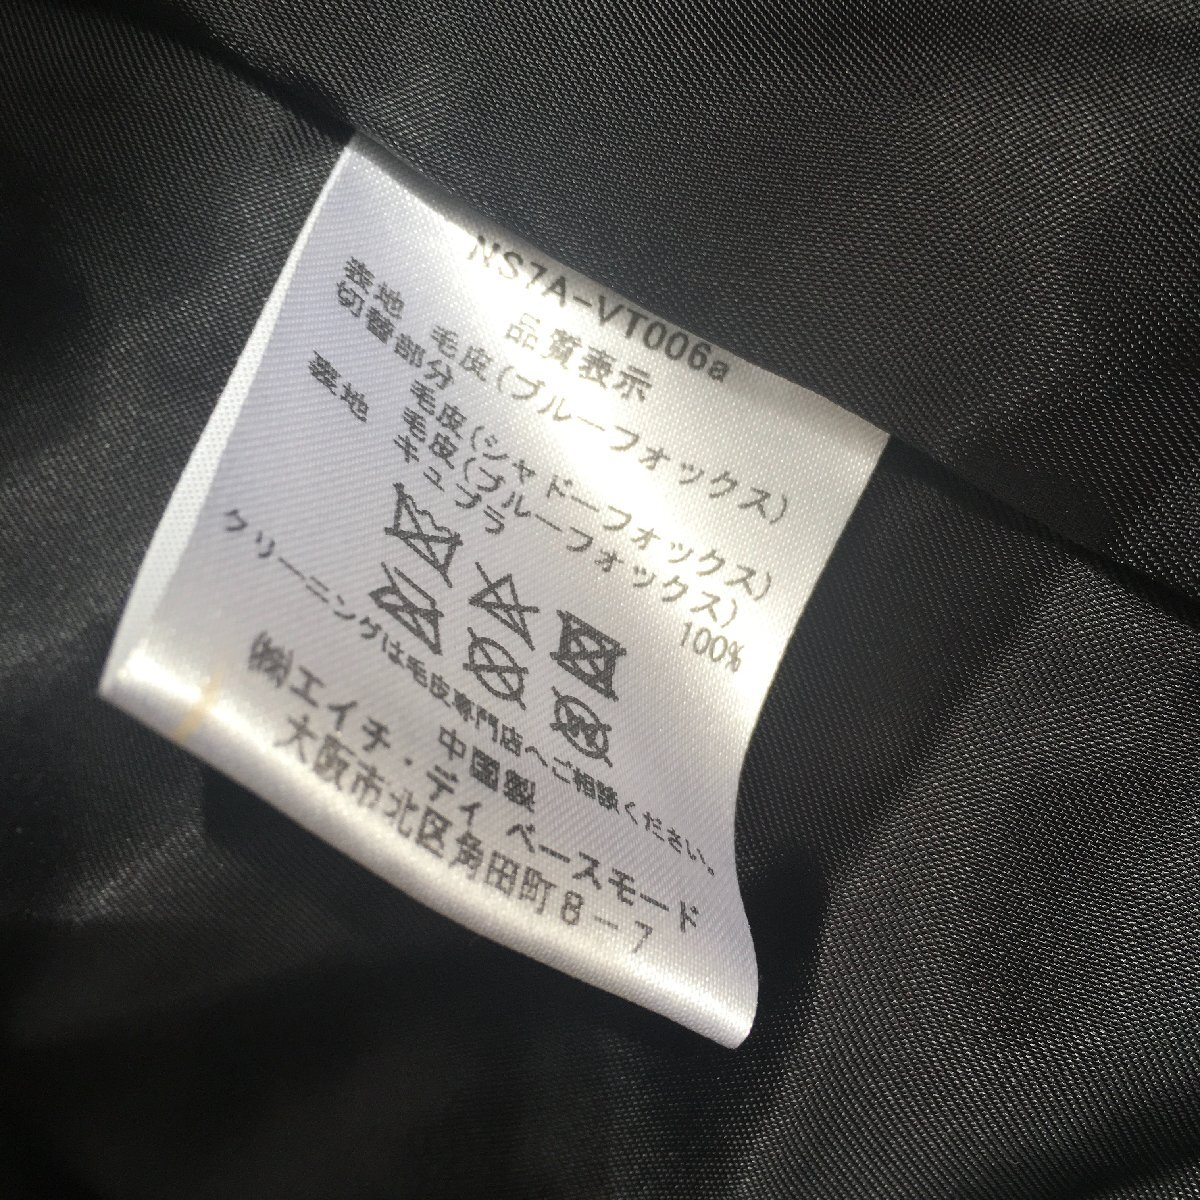 NS7A-VT006a
品質表示
表地 毛皮(ブルーフォックス)
切替部分
毛皮(シャドーフォックス)
毛皮(ブルーフォックス)
裏地 キュプラ 100%
クリーニングは毛皮専門店へご相談ください。
中国製
㈱エイチ・ディ ベースモード
大阪市北区角田町8-7